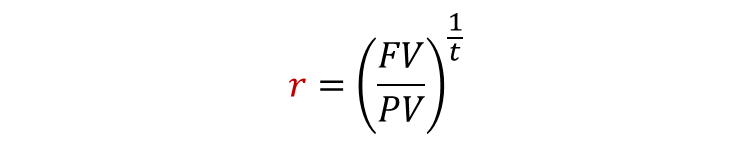 r = (FV/PV)^(1/t)